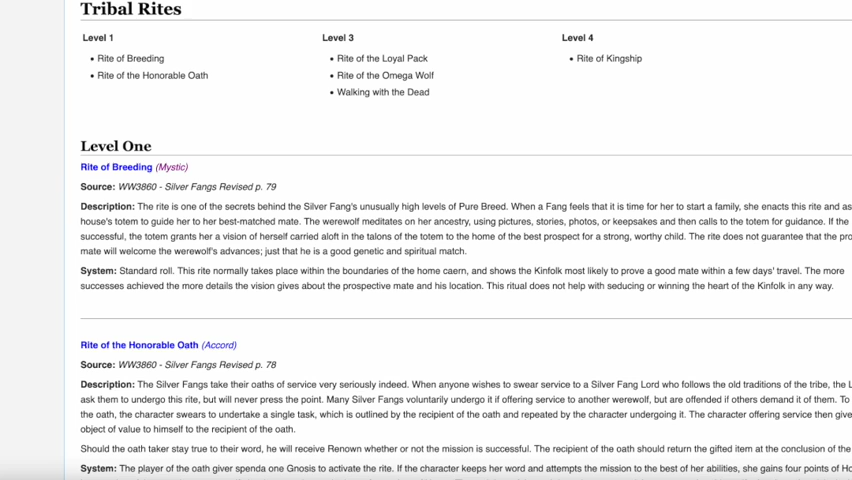 Tribal Rites
Level 1
Level 3
Level 4
Rite of Breeding
Rite of the Honorable Oath
Rite of the Loyal Pack
Rite of the Omega Wolf
Walking with the Dead
Rite of Kingship
Level One
Rite of Breeding (Mystic)
Source: WW3860 - Silver Fangs Revised p. 79
Description: The rite is one of the secrets behind the Silver Fang's unusually high levels of Pure Breed. When a Fang feels that it is time for her to start a family, she enacts this rite and as
house's totem to guide her to her best-matched mate. The werewolf meditates on her ancestry, using pictures, stories, photos, or keepsakes and then calls to the totem for guidance. If the
successful, the totem grants her a vision of herself carried aloft in the talons of the totem to the home of the best prospect for a strong, worthy child. The rite does not guarantee that the pro
mate will welcome the werewolf's advances; just that he is a good genetic and spiritual match.
System: Standard roll. This rite normally takes place within the boundaries of the home caern, and shows the Kinfolk most likely to prove a good mate within a few days' travel. The more
successes achieved the more details the vision gives about the prospective mate and his location. This ritual does not help with seducing or winning the heart of the Kinfolk in any way.
Rite of the Honorable Oath (Accord)
Source: WW3860 - Silver Fangs Revised p. 78
Description: The Silver Fangs take their oaths of service very seriously indeed. When anyone wishes to swear service to a Silver Fang Lord who follows the old traditions of the tribe, the L
ask them to undergo this rite, but will never press the point. Many Silver Fangs voluntarily undergo it if offering service to another werewolf, but are offended if others demand it of them. To
the oath, the character swears to undertake a single task, which is outlined by the recipient of the oath and repeated by the character undergoing it. The character offering service then give
object of value to himself to the recipient of the oath.
Should the oath taker stay true to their word, he will receive Renown whether or not the mission is successful. The recipient of the oath should return the gifted item at the conclusion of the
System: The player of the oath giver spenda one Gnosis to activate the rite. If the character keeps her word and attempts the mission to the best of her abilities, she gains four points of Ho